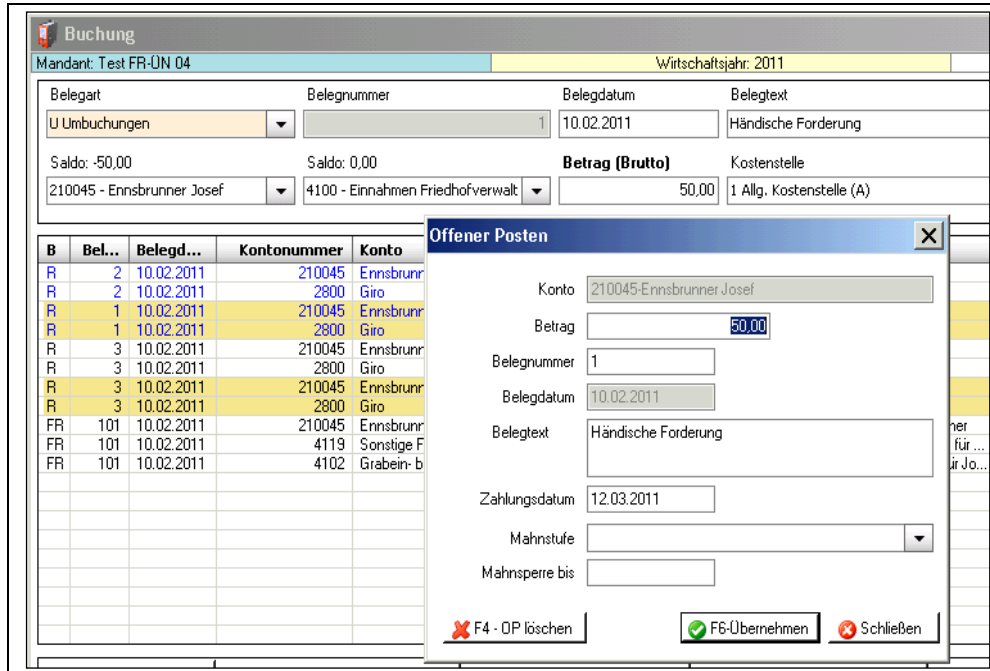 Buchung
Mandant: Test FR-ÜN 04 Wirtschaftsjahr: 2011
Belegart Belegnummer Belegdatum Belegtext
U Umbuchungen 1 10.02.2011 Händische Forderung
Saldo: -50,00 Saldo: 0,00 Betrag (Brutto) Kostenstelle
210045 - Ennsbrunner Josef 4100 - Einnahmen Friedhofverwalt 50,00 1 Allg. Kostenstelle (A)
B Bel... Belegd... Kontonummer Konto
R 2 10.02.2011 210045 Ennsbrunr
R 2 10.02.2011 2800 Giro
R 1 10.02.2011 210045 Ennsbrunr
R 1 10.02.2011 2800 Giro
R 3 10.02.2011 210045 Ennsbrunr
R 3 10.02.2011 2800 Giro
R 3 10.02.2011 210045 Ennsbrunr
R 3 10.02.2011 2800 Giro
FR 101 10.02.2011 210045 Ennsbrunr ner
FR 101 10.02.2011 4119 Sonstige F für ...
FR 101 10.02.2011 4102 Grabein- b ür Jo...
Offener Posten
Konto 210045-Ennsbrunner Josef
Betrag 50,00
Belegnummer 1
Belegdatum 10.02.2011
Belegtext Händische Forderung
Zahlungsdatum 12.03.2011
Mahnstufe
Mahnsperre bis
F4 - OP löschen F6-Übernehmen Schließen